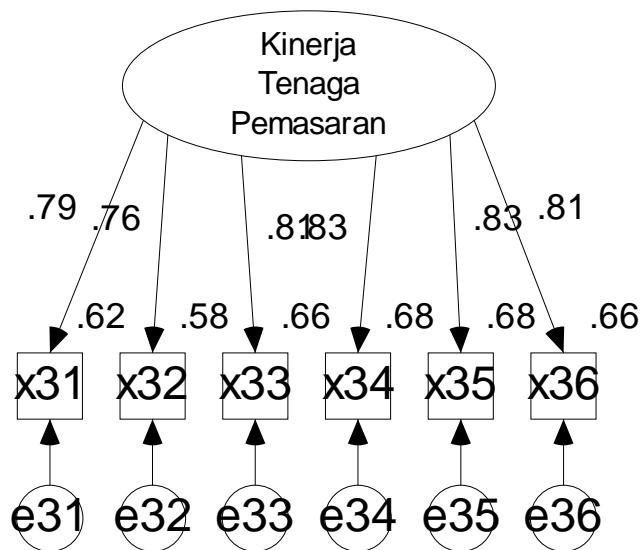 Kinerja
Tenaga
Pemasaran
.79 .76 .81 .83 .83 .81
.62 .58 .66 .68 .68 .66
x31 x32 x33 x34 x35 x36
e31 e32 e33 e34 e35 e36